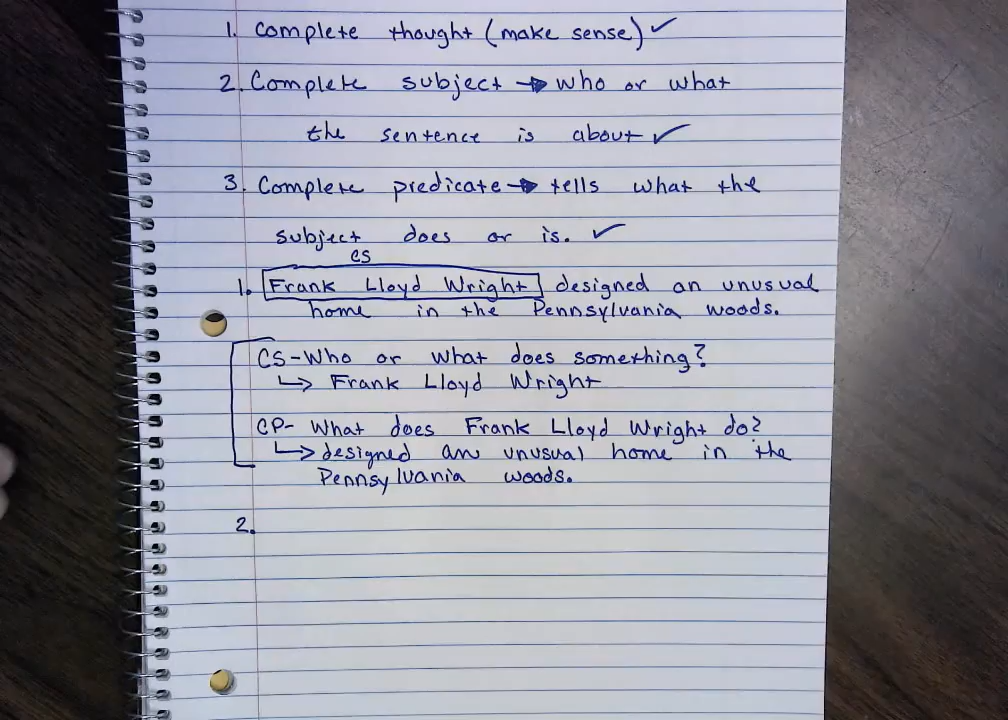 1. Complete thought (make sense) ✓
2. Complete subject → who or what
the sentence is about ✓
3. Complete predicate → tells what the
subject does or is. ✓
CS
1. Frank Lloyd Wright designed an unusual
home in the Pennsylvania woods.
CS-Who or what does something?
↳ Frank Lloyd Wright
CP- What does Frank Lloyd Wright do?
↳ designed an unusual home in the
Pennsylvania woods.
2.